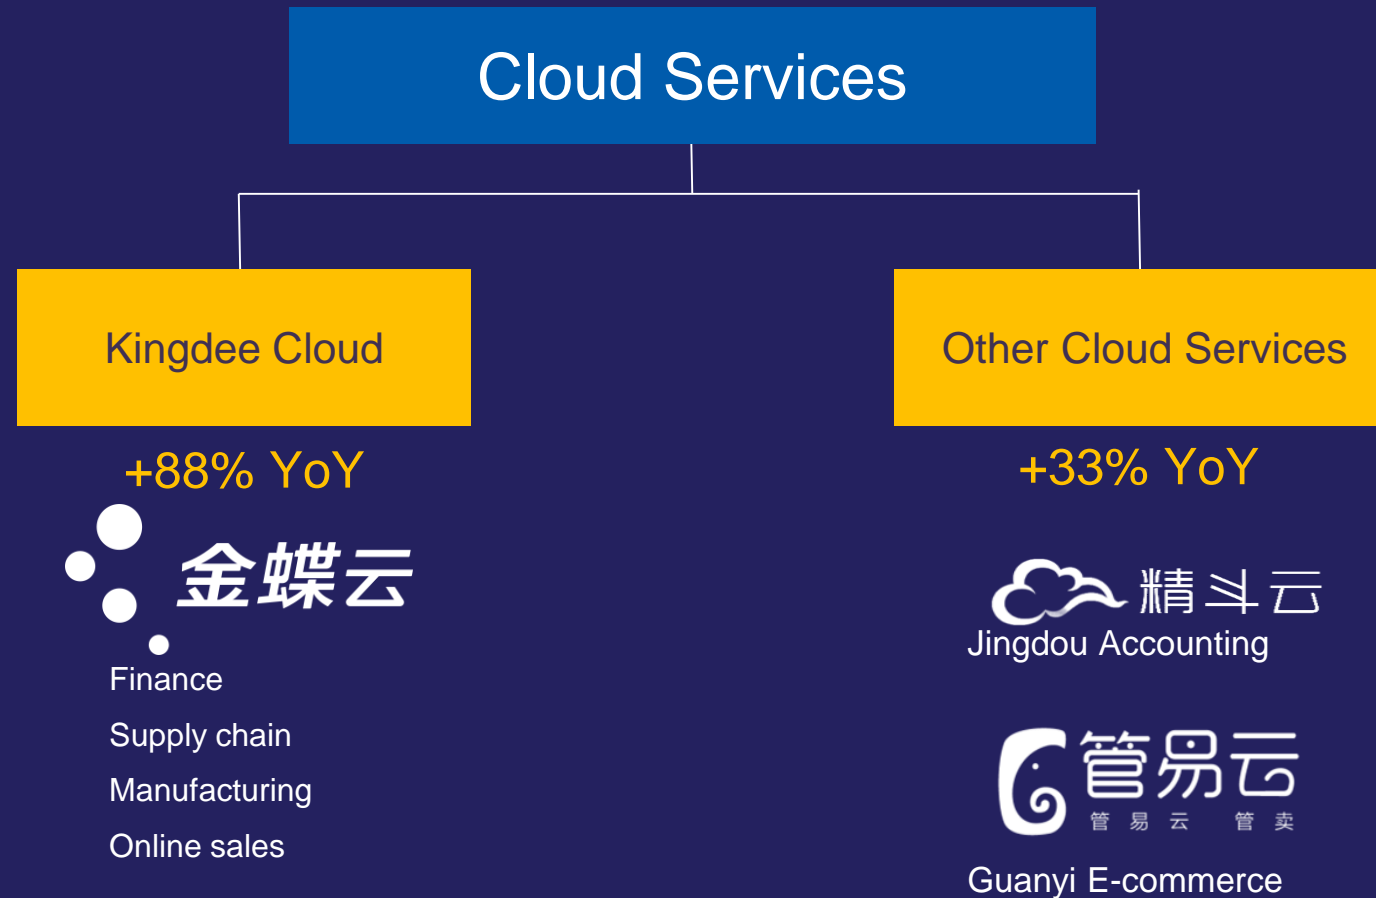 Cloud Services
Kingdee Cloud
+88% YoY
金蝶云
Finance
Supply chain
Manufacturing
Online sales
Other Cloud Services
+33% YoY
精斗云
Jingdou Accounting
管易云
管易云 管卖
Guanyi E-commerce